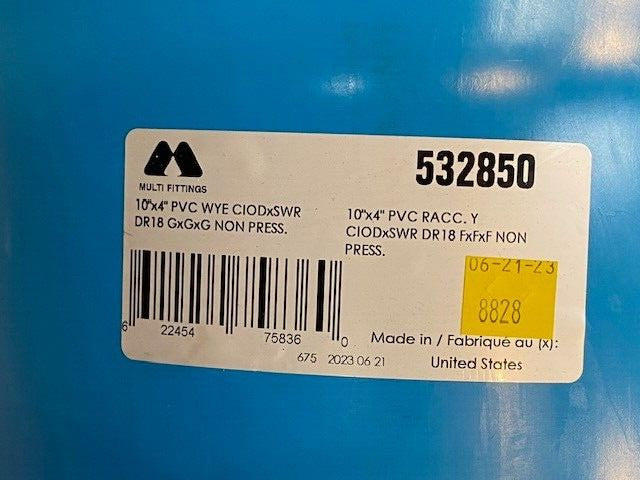 MULTI FITTINGS
532850
10"x4" PVC WYE CIODxSWR
DR18 GxGxG NON PRESS.
10"x4" PVC RACC. Y
CIODxSWR DR18 FxFxF NON
PRESS.
06-21-23
8828
6 22454 75836 0
675 2023 06 21
Made in / Fabriqué au (x):
United States